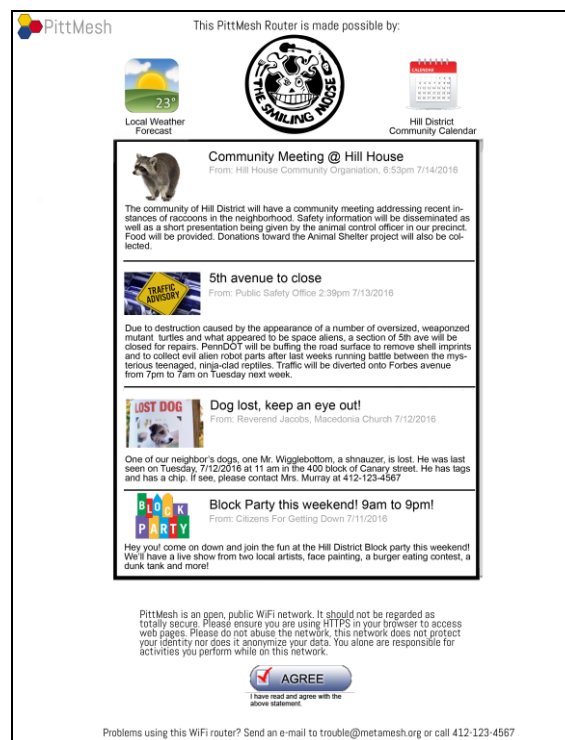 PittMesh
This PittMesh Router is made possible by:
23°
THE SMILING MOOSE
CALENDAR
Local Weather
Forecast
Hill District
Community Calendar
Community Meeting @ Hill House
From: Hill House Community Organiation, 6:53pm 7/14/2016
The community of Hill District will have a community meeting addressing recent in-
stances of raccoons in the neighborhood. Safety information will be disseminated as
well as a short presentation being given by the animal control officer in our precinct.
Food will be provided. Donations toward the Animal Shelter project will also be col-
lected.
TRAFFIC
ADVISORY
5th avenue to close
From: Public Safety Office 2:39pm 7/13/2016
Due to destruction caused by the appearance of a number of oversized, weaponzed
mutant turtles and what appeared to be space aliens, a section of 5th ave will be
closed for repairs. PennDOT will be buffing the road surface to remove shell imprints
and to collect evil alien robot parts after last weeks running battle between the mys-
terious teenaged, ninja-clad reptiles. Traffic will be diverted onto Forbes avenue
from 7pm to 7am on Tuesday next week.
LOST DOG
Dog lost, keep an eye out!
From: Reverend Jacobs, Macedonia Church 7/12/2016
One of our neighbor's dogs, one Mr. Wigglebottom, a shnauzer, is lost. He was last
seen on Tuesday, 7/12/2016 at 11 am in the 400 block of Canary street. He has tags
and has a chip. If see, please contact Mrs. Murray at 412-123-4567
BLOCK
PARTY
Block Party this weekend! 9am to 9pm!
From: Citizens For Getting Down 7/11/2016
Hey you! come on down and join the fun at the Hill District Block party this weekend!
We'll have a live show from two local artists, face painting, a burger eating contest, a
dunk tank and more!
PittMesh is an open, public WiFi network. It should not be regarded as
totally secure. Please ensure you are using HTTPS in your browser to access
web pages. Please do not abuse the network, this network does not protect
your identity nor does it anonymize your data. You alone are responsible for
activities you perform while on this network.
AGREE
I have read and agree with the
above statement.
Problems using this WiFi router? Send an e-mail to trouble@metamesh.org or call 412-123-4567